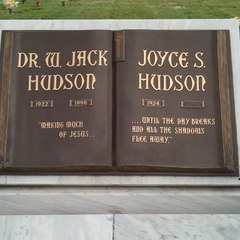 DR. W. JACK
HUDSON
1922 1998
"MAKING MUCH
OF JESUS..
JOYCE S.
HUDSON
1924
....UNTIL THE DAY BREAKS
AND ALL THE SHADOWS
FLEE AWAY."